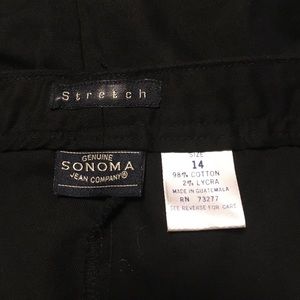 Stretch
GENUINE
SONOMA
JEAN COMPANY®
SIZE
14
98% COTTON
2% LYCRA
MADE IN GUATEMALA
RN 73277
SEE REVERSE FOR CARE